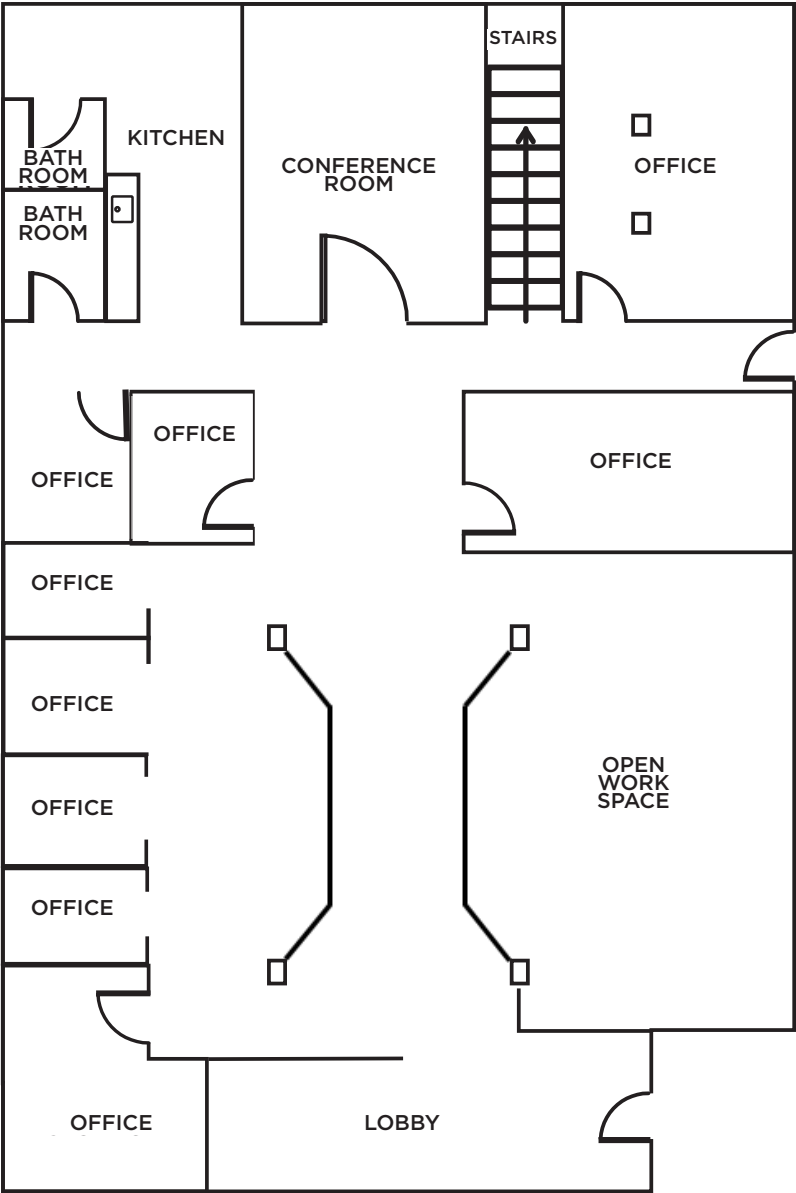 STAIRS
KITCHEN
BATH
ROOM
CONFERENCE
ROOM
OFFICE
BATH
ROOM
OFFICE
OFFICE
OFFICE
OFFICE
OFFICE
OPEN
WORK
SPACE
OFFICE
OFFICE
OFFICE
LOBBY